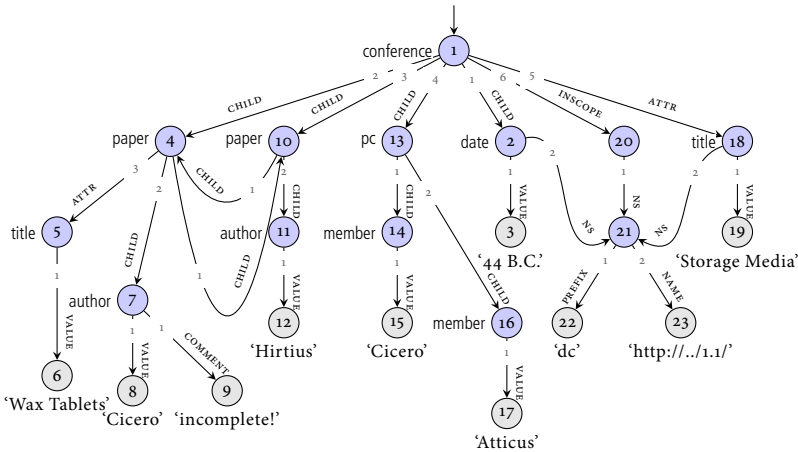 conference 1
2 3 4 1 6 5
CHILD CHILD CHILD CHILD INSCOPE ATTR
paper 4 paper 10 pc 13 date 2 20 title 18
3 2 CHILD 1 2 1 2 1 2 1 2 1
ATTR CHILD CHILD VALUE NS NS NS VALUE
title 5 author 11 member 14 3 21 19
'44 B.C.' 'Storage Media'
1 CHILD 1 CHILD 1 1 CHILD 1 PREFIX 2 NAME
author 7 VALUE VALUE
VALUE 1 1 12 15 member 16 22 23
VALUE COMMENT 'Hirtius' 'Cicero' 1 'dc' 'http://../1.1/'
6 8 9 VALUE
'Wax Tablets' 'Cicero' 'incomplete!' 17
'Atticus'